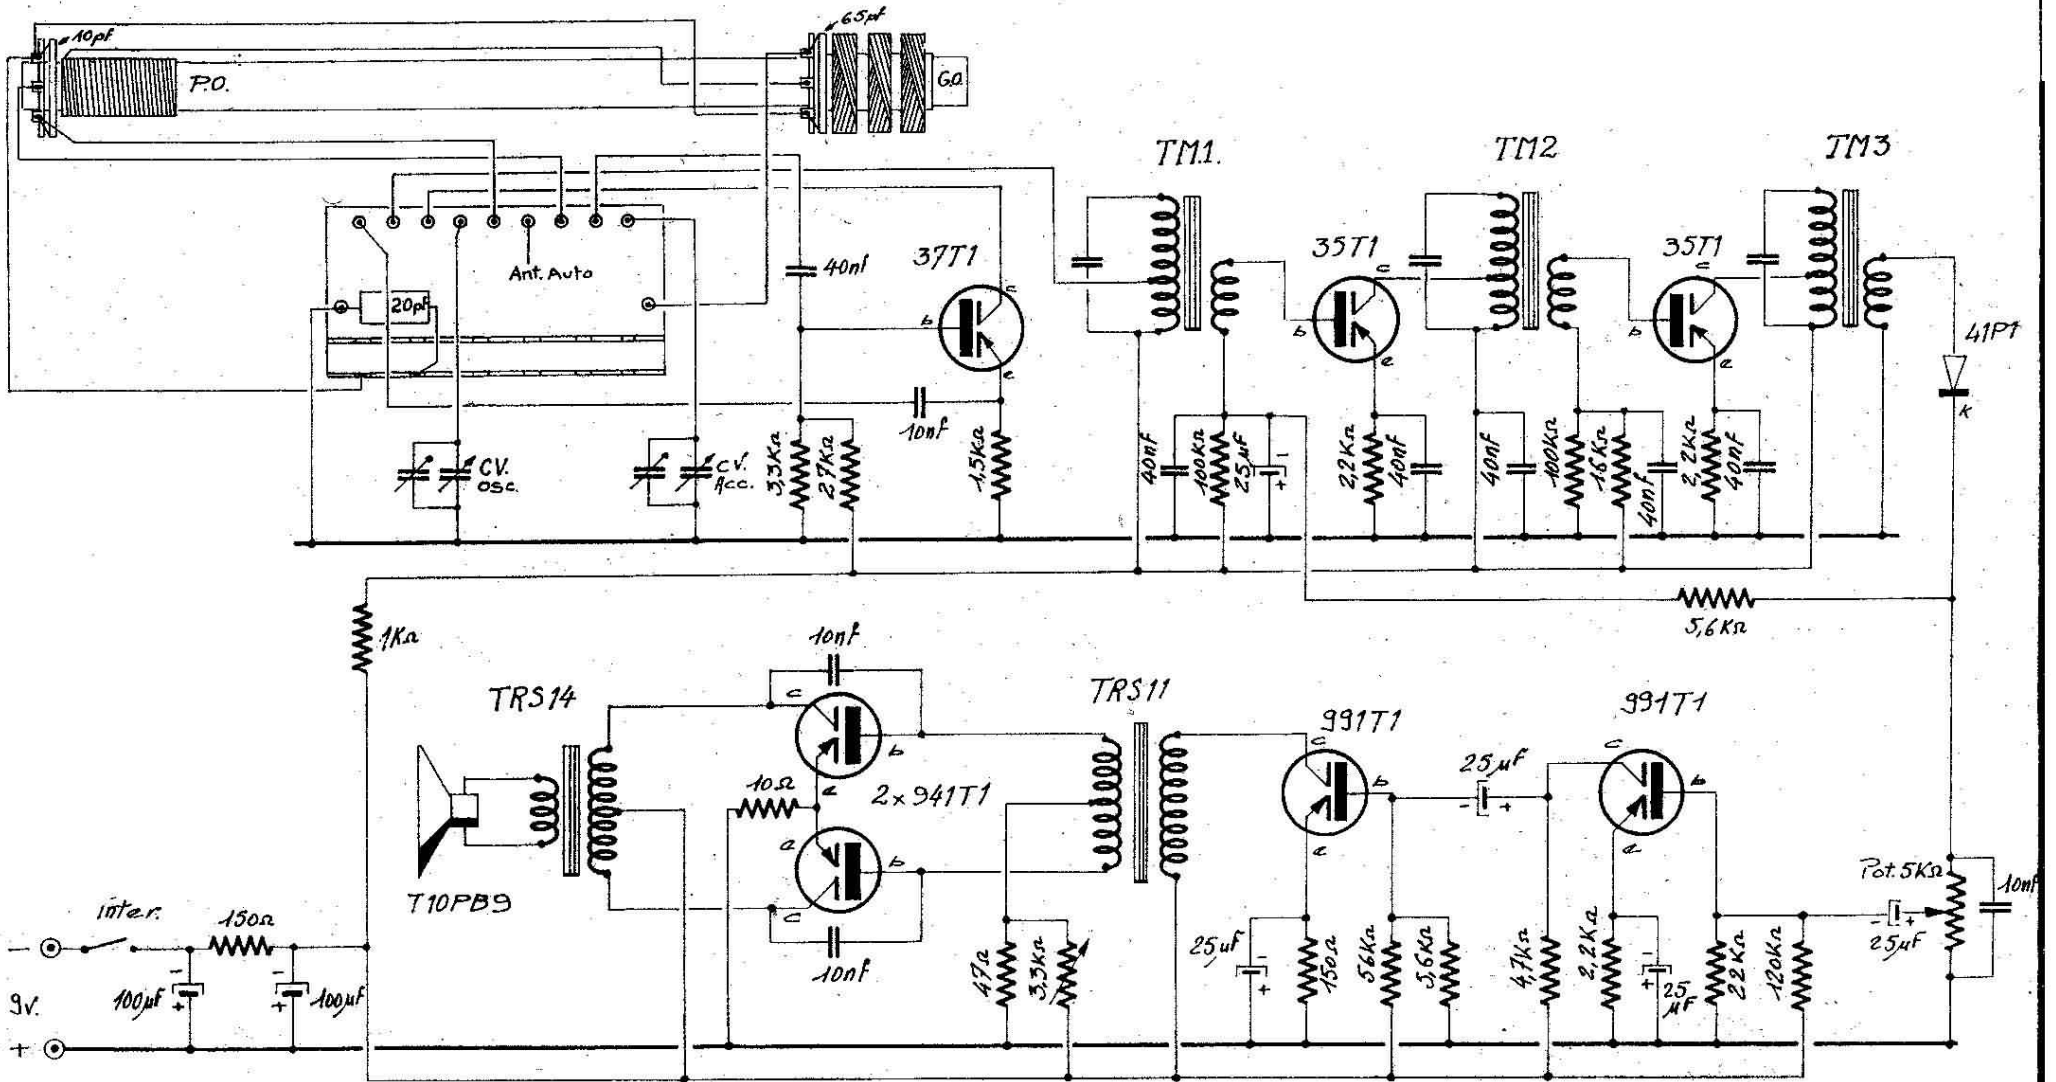 10pf
65pf
P.O.
G.O.
TM1.
TM2
TM3
Ant. Auto
40nf
37T1
35T1
35T1
20pf
c
b
e
c
b
e
c
b
e
41P1
K
10nf
CV. osc.
CV. Acc.
3,3KΩ
27KΩ
1,5KΩ
40nF
100KΩ
25µF
- +
2,2KΩ
40nF
40nF
100KΩ
16KΩ
40nF
2,2KΩ
40nF
5,6KΩ
1KΩ
10nf
TRS14
TRS11
991T1
991T1
c
b
e
10Ω
2x941T1
e
b
c
10nf
c
b
e
25µF
- +
c
b
e
T10PB9
inter.
150Ω
-
9v.
+
100µF
- +
100µF
- +
47Ω
3,3KΩ
25µF
- +
150Ω
56KΩ
5,6KΩ
4,7KΩ
2,2KΩ
25µF
- +
22KΩ
120KΩ
Pot. 5KΩ
- +
25µF
10nf